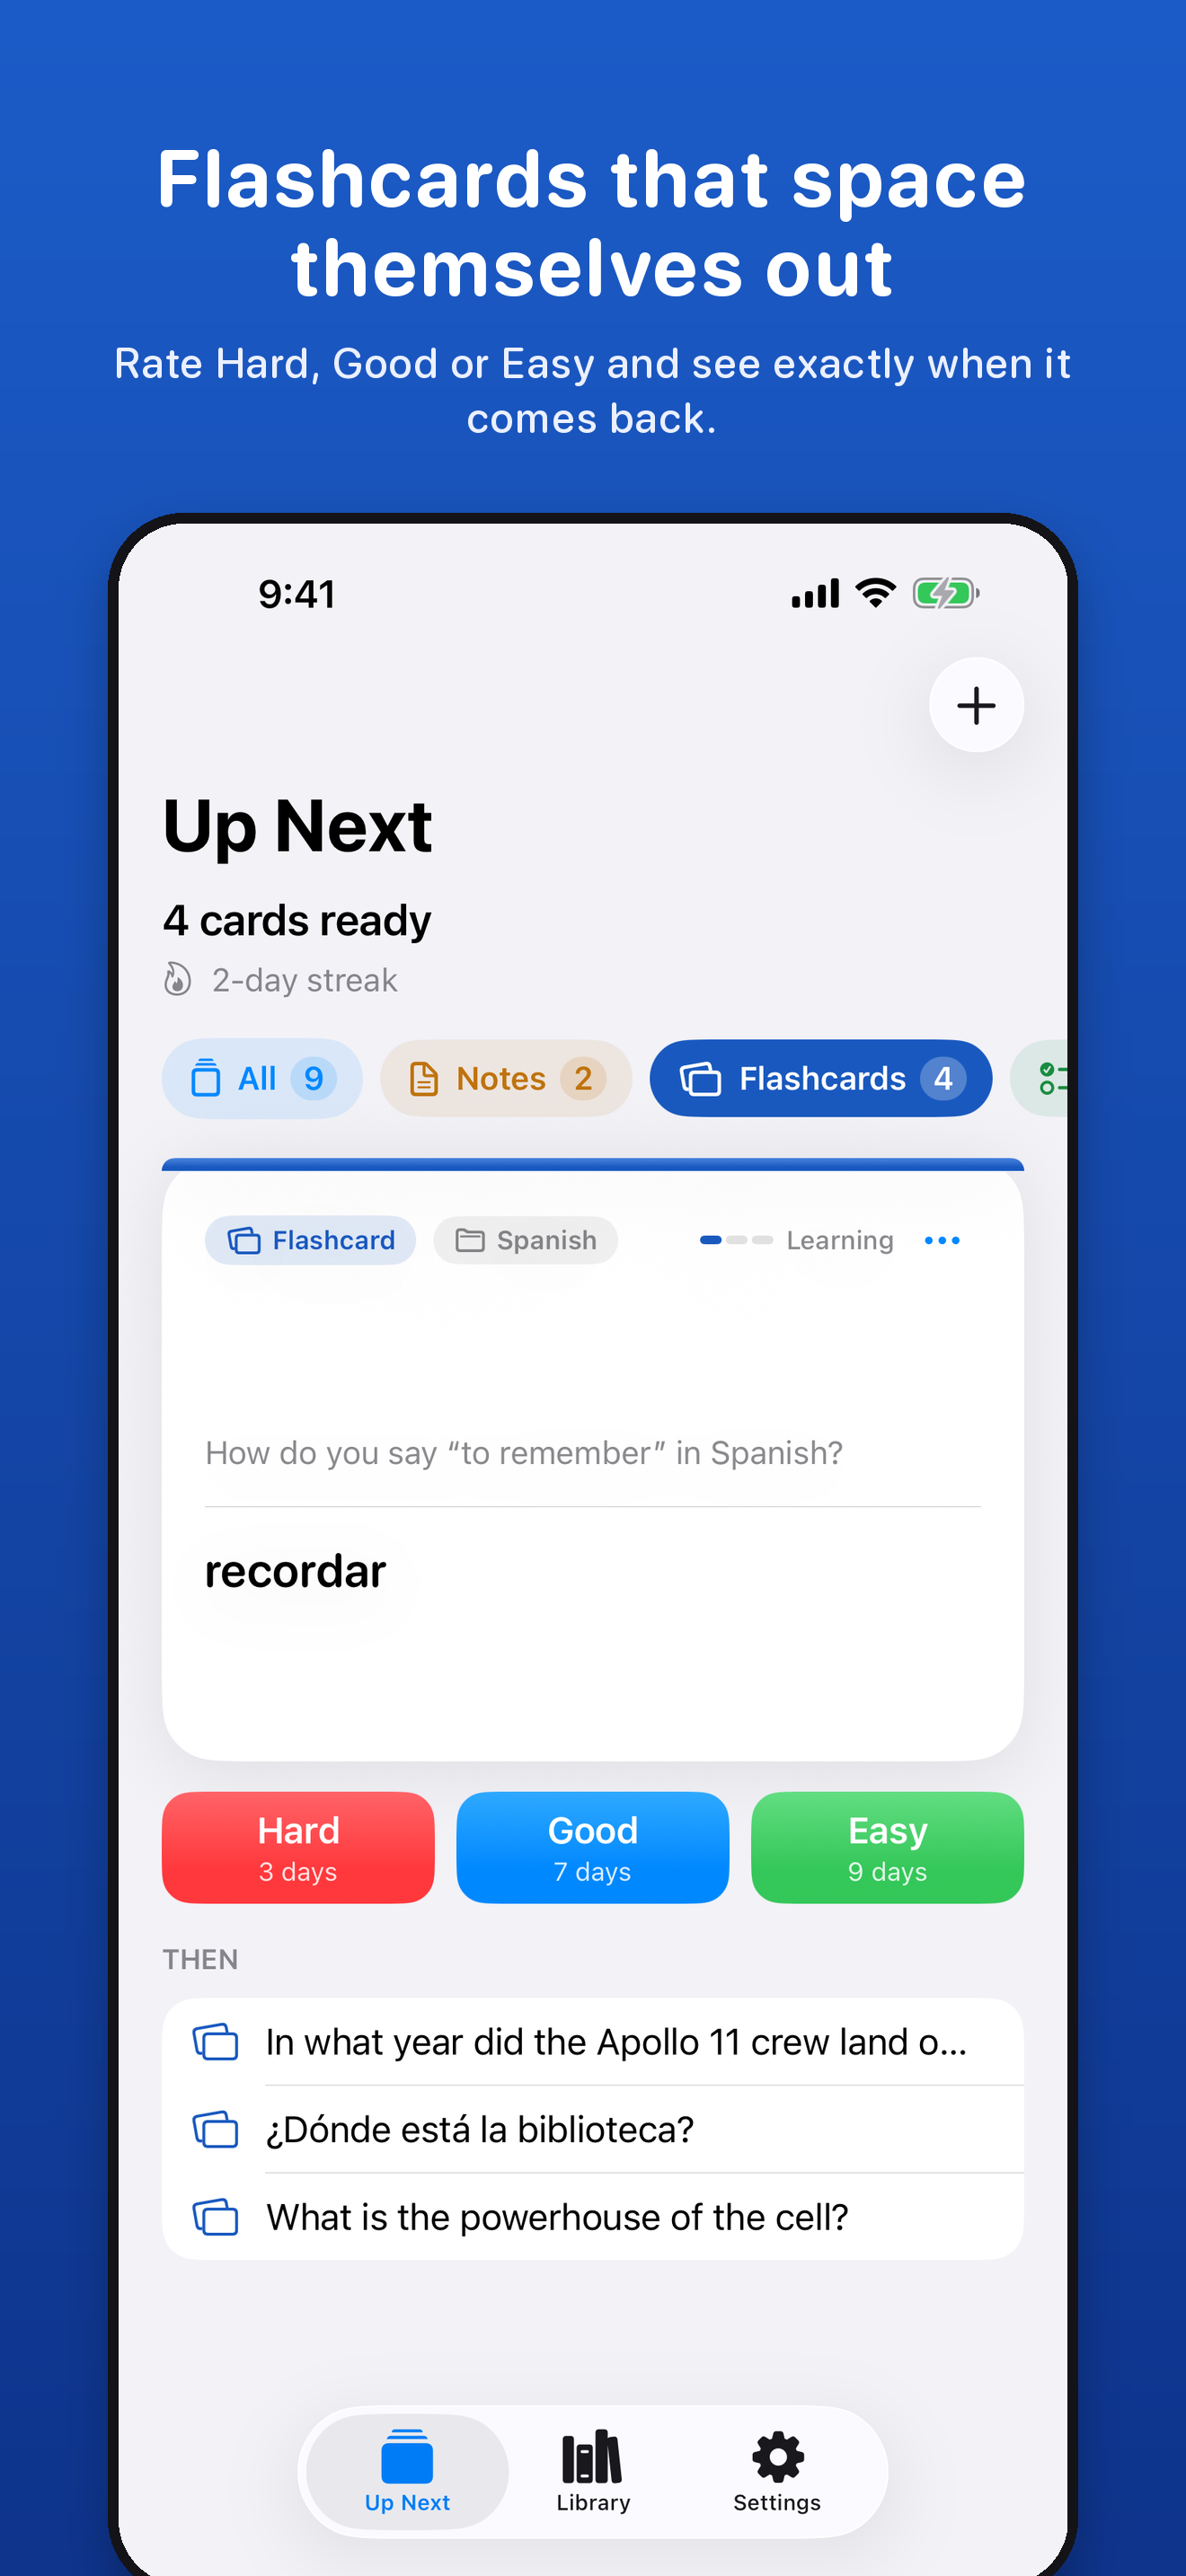 Flashcards that space
themselves out
Rate Hard, Good or Easy and see exactly when it
comes back.
9:41
Up Next
4 cards ready
2-day streak
All 9 Notes 2 Flashcards 4
Flashcard Spanish Learning
How do you say “to remember” in Spanish?
recordar
Hard Good Easy
3 days 7 days 9 days
THEN
In what year did the Apollo 11 crew land o...
¿Dónde está la biblioteca?
What is the powerhouse of the cell?
Up Next Library Settings